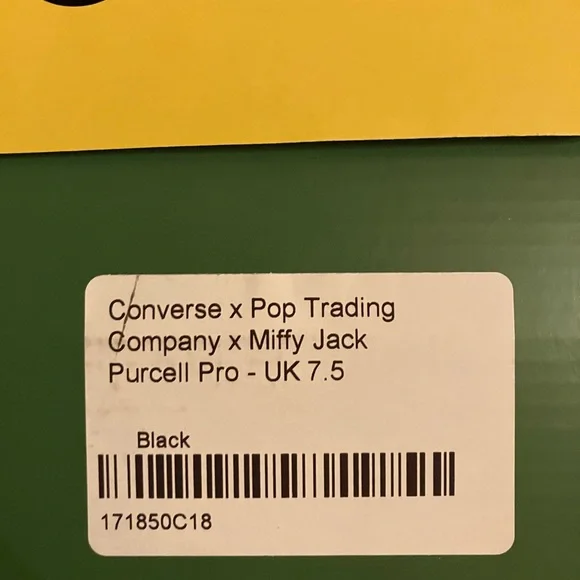 Converse x Pop Trading
Company x Miffy Jack
Purcell Pro - UK 7.5
Black
171850C18